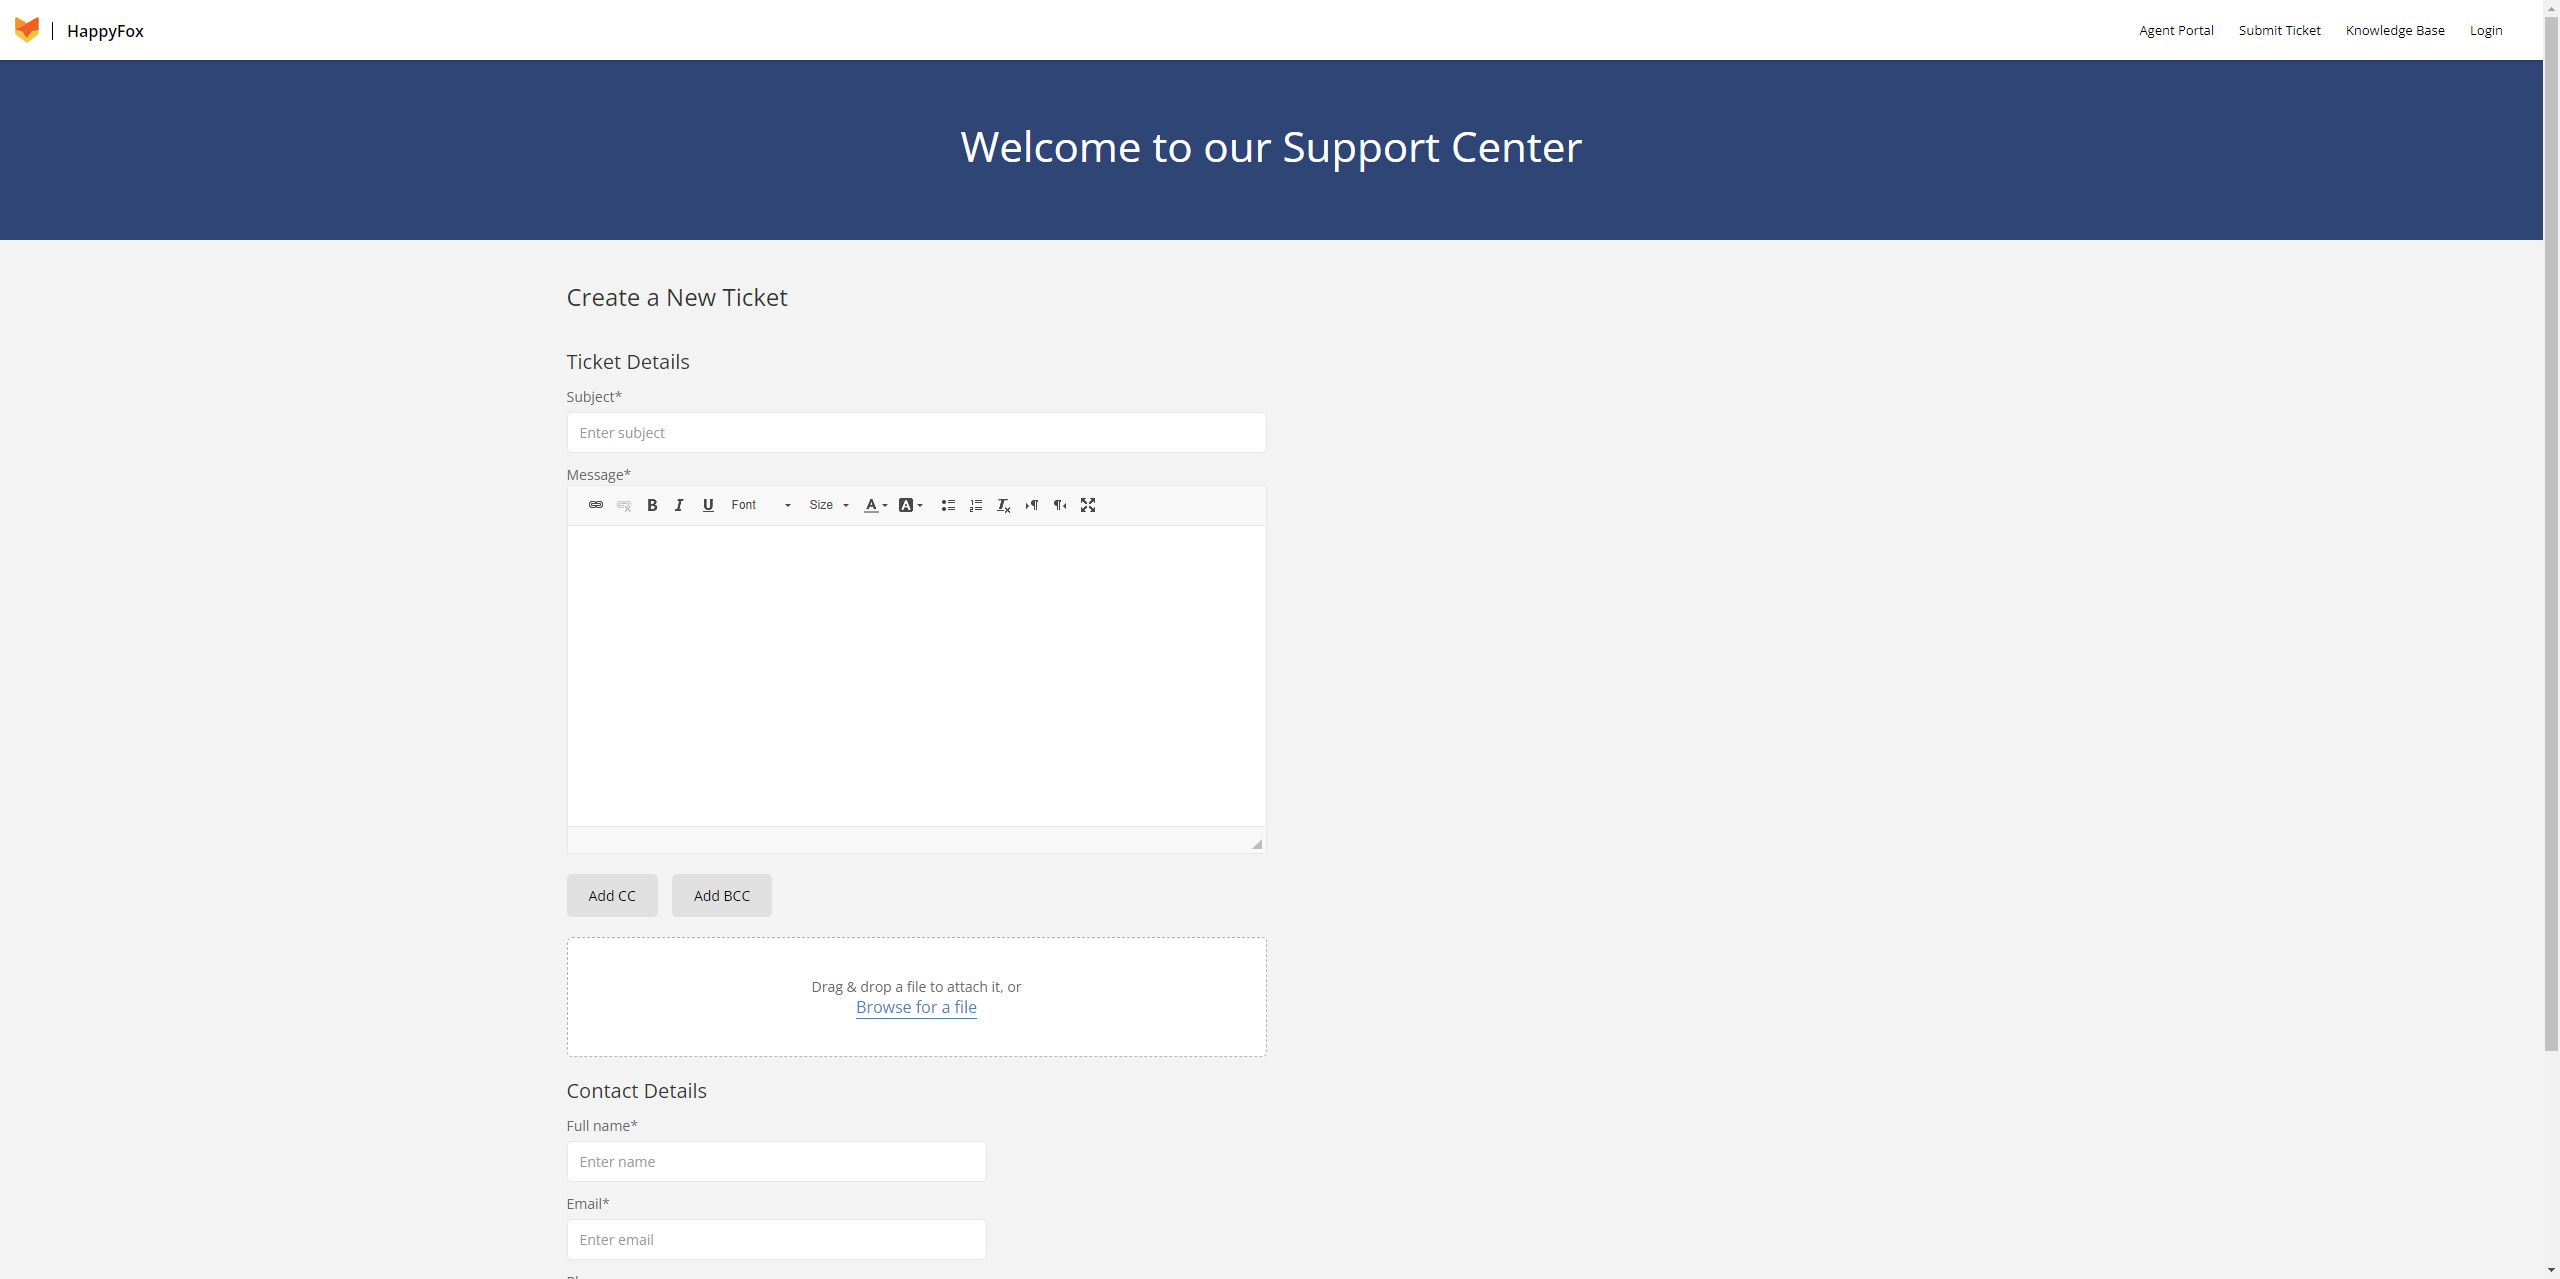 HappyFox
Agent Portal Submit Ticket Knowledge Base Login
Welcome to our Support Center
Create a New Ticket
Ticket Details
Subject*
Enter subject
Message*
B I U Font Size A A
Add CC Add BCC
Drag & drop a file to attach it, or
Browse for a file
Contact Details
Full name*
Enter name
Email*
Enter email